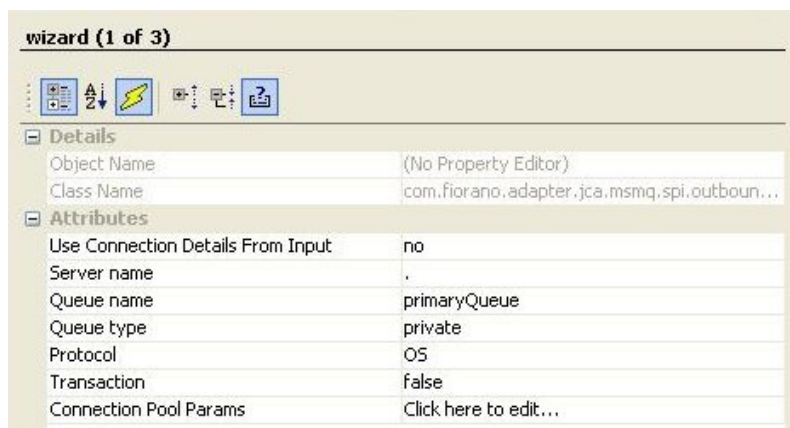 wizard (1 of 3)
A
Z
Details
Object Name (No Property Editor)
Class Name com.fiorano.adapter.jca.msmq.spi.outboun...
Attributes
Use Connection Details From Input no
Server name .
Queue name primaryQueue
Queue type private
Protocol OS
Transaction false
Connection Pool Params Click here to edit...